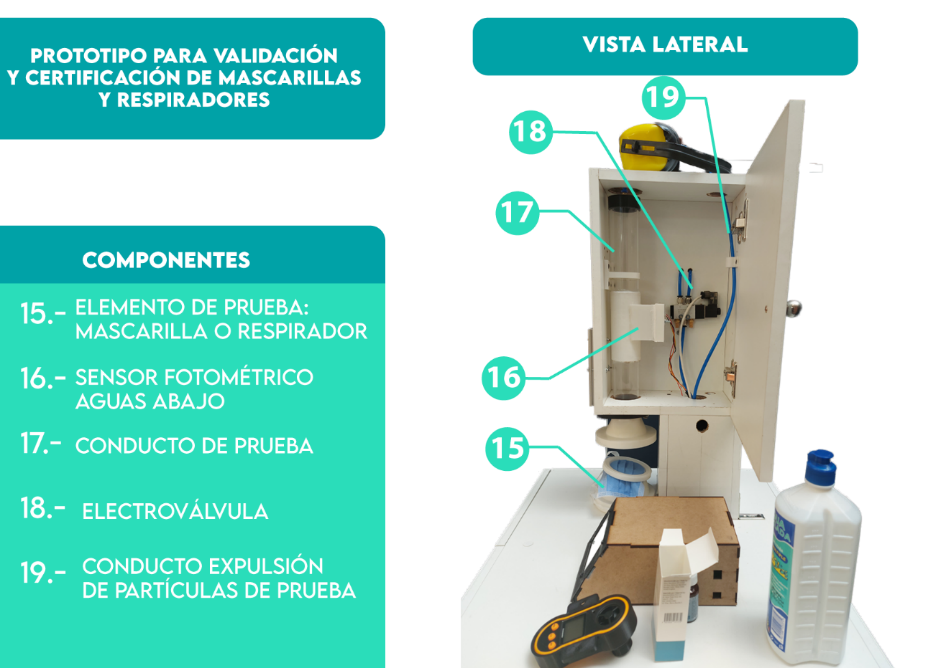 PROTOTIPO PARA VALIDACIÓN
Y CERTIFICACIÓN DE MASCARILLAS
Y RESPIRADORES
COMPONENTES
15.- ELEMENTO DE PRUEBA:
MASCARILLA O RESPIRADOR
16.- SENSOR FOTOMÉTRICO
AGUAS ABAJO
17.- CONDUCTO DE PRUEBA
18.- ELECTROVÁLVULA
19.- CONDUCTO EXPULSIÓN
DE PARTÍCULAS DE PRUEBA
VISTA LATERAL
19
18
17
16
15